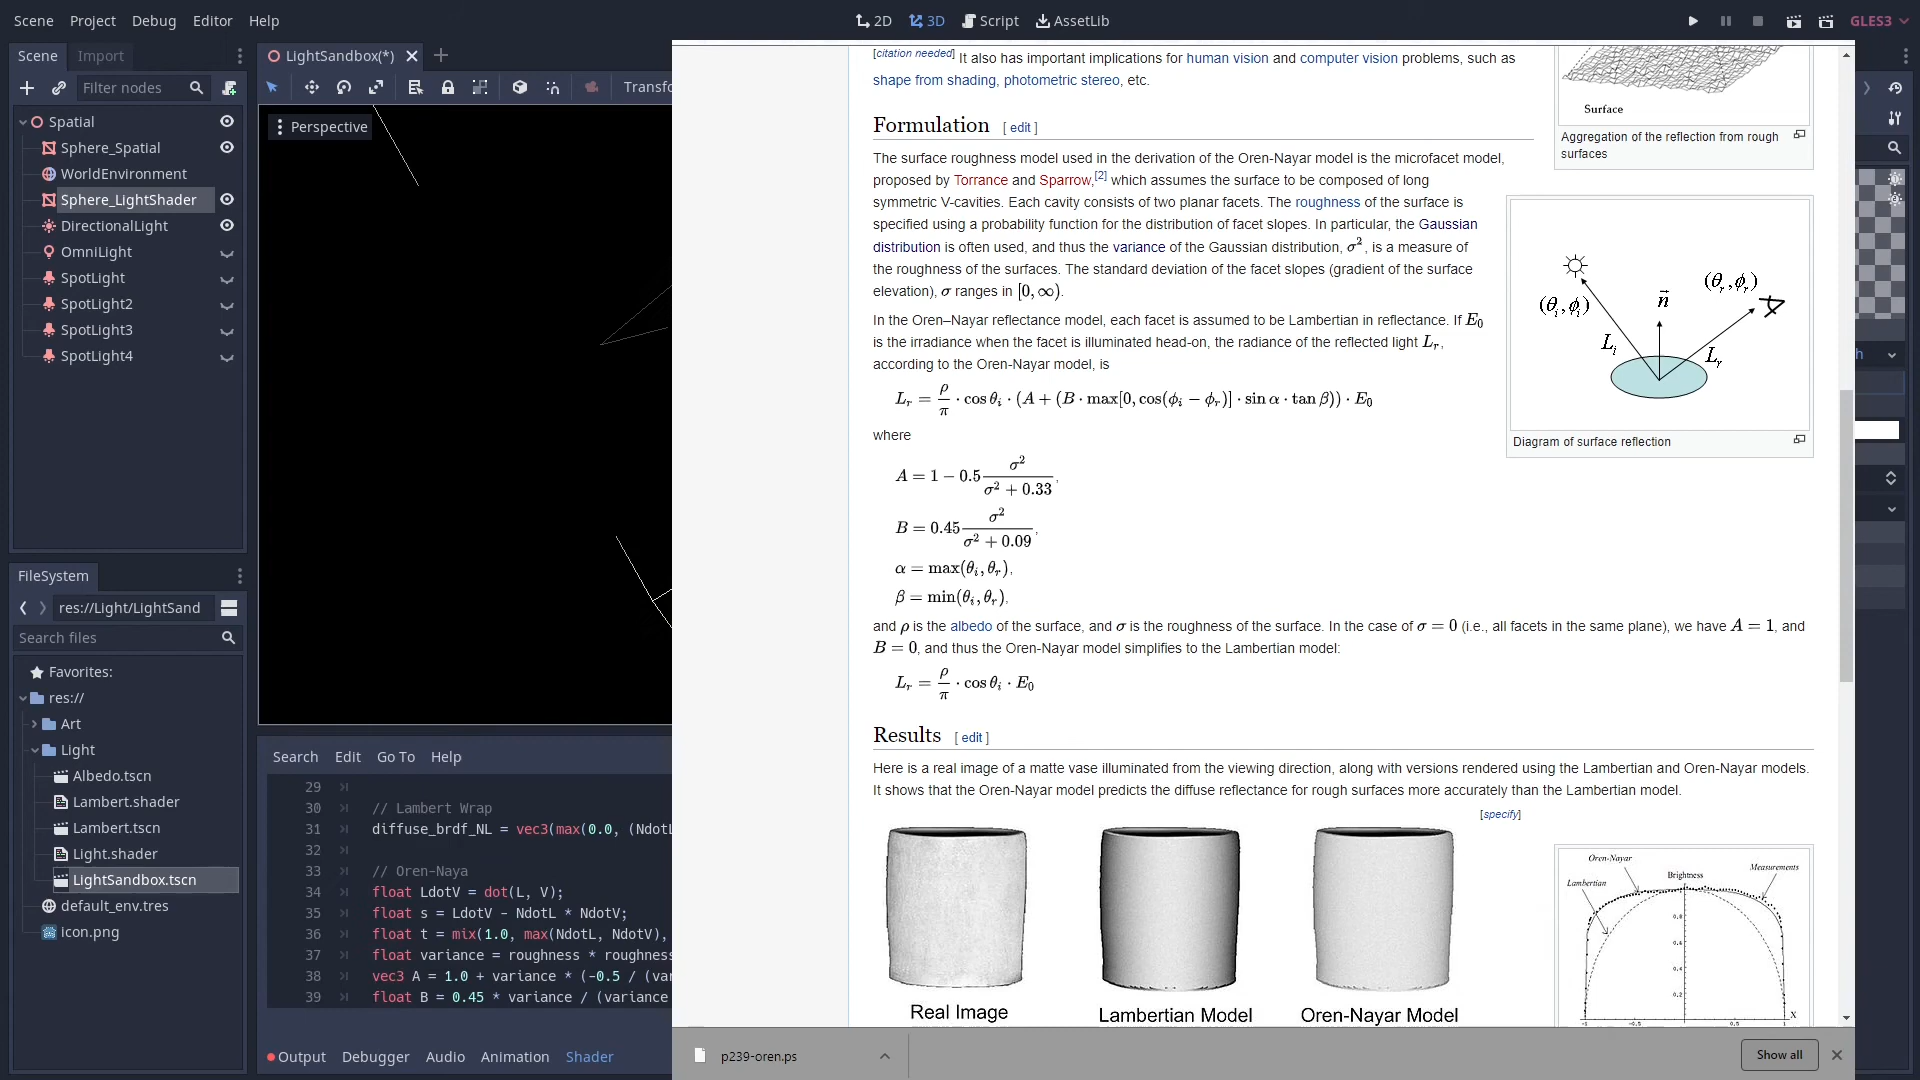 Scene Project Debug Editor Help
2D 3D Script AssetLib
GLES3
Scene Import
LightSandbox(*)
Filter nodes
Transfo
Perspective
Spatial
Sphere_Spatial
WorldEnvironment
Sphere_LightShader
DirectionalLight
OmniLight
SpotLight
SpotLight2
SpotLight3
SpotLight4
FileSystem
res://Light/LightSand
Search files
Favorites:
res://
Art
Light
Albedo.tscn
Lambert.shader
Lambert.tscn
Light.shader
LightSandbox.tscn
default_env.tres
icon.png
Search Edit Go To Help
29
30 // Lambert Wrap
31 diffuse_brdf_NL = vec3(max(0.0, (NdotL
32
33 // Oren-Naya
34 float LdotV = dot(L, V);
35 float s = LdotV - NdotL * NdotV;
36 float t = mix(1.0, max(NdotL, NdotV),
37 float variance = roughness * roughness
38 vec3 A = 1.0 + variance * (-0.5 / (var
39 float B = 0.45 * variance / (variance
Output Debugger Audio Animation Shader
[citation needed] It also has important implications for human vision and computer vision problems, such as
shape from shading, photometric stereo, etc.
Formulation [ edit ]
The surface roughness model used in the derivation of the Oren-Nayar model is the microfacet model,
proposed by Torrance and Sparrow,[2] which assumes the surface to be composed of long
symmetric V-cavities. Each cavity consists of two planar facets. The roughness of the surface is
specified using a probability function for the distribution of facet slopes. In particular, the Gaussian
distribution is often used, and thus the variance of the Gaussian distribution, σ², is a measure of
the roughness of the surfaces. The standard deviation of the facet slopes (gradient of the surface
elevation), σ ranges in [0, ∞).
In the Oren–Nayar reflectance model, each facet is assumed to be Lambertian in reflectance. If E₀
is the irradiance when the facet is illuminated head-on, the radiance of the reflected light Lᵣ,
according to the Oren-Nayar model, is
Lᵣ = ρ/π · cos θᵢ · (A + (B · max[0, cos(ϕᵢ − ϕᵣ)] · sin α · tan β)) · E₀
where
A = 1 − 0.5 σ²/(σ² + 0.33),
B = 0.45 σ²/(σ² + 0.09),
α = max(θᵢ, θᵣ),
β = min(θᵢ, θᵣ),
and ρ is the albedo of the surface, and σ is the roughness of the surface. In the case of σ = 0 (i.e., all facets in the same plane), we have A = 1, and
B = 0, and thus the Oren-Nayar model simplifies to the Lambertian model:
Lᵣ = ρ/π · cos θᵢ · E₀
Surface
Aggregation of the reflection from rough
surfaces
(θᵣ,ϕᵣ)
(θᵢ,ϕᵢ)
n
Lᵢ
Lᵣ
Diagram of surface reflection
h
Results [ edit ]
Here is a real image of a matte vase illuminated from the viewing direction, along with versions rendered using the Lambertian and Oren-Nayar models.
It shows that the Oren-Nayar model predicts the diffuse reflectance for rough surfaces more accurately than the Lambertian model.
[specify]
Real Image
Lambertian Model
Oren-Nayar Model
Oren-Nayar
Measurements
Brightness
Lambertian
X
p239-oren.ps
Show all